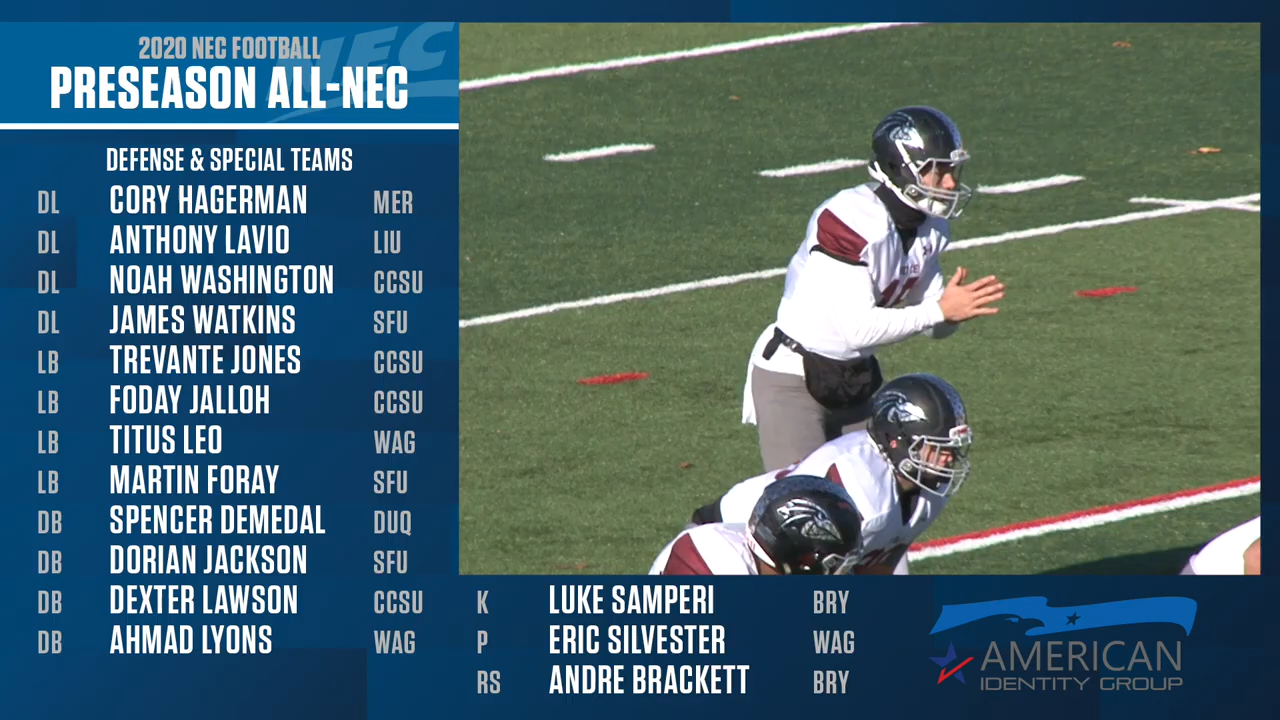 2020 NEC FOOTBALL
PRESEASON ALL-NEC
DEFENSE & SPECIAL TEAMS
DL CORY HAGERMAN MER
DL ANTHONY LAVIO LIU
DL NOAH WASHINGTON CCSU
DL JAMES WATKINS SFU
LB TREVANTE JONES CCSU
LB FODAY JALLOH CCSU
LB TITUS LEO WAG
LB MARTIN FORAY SFU
DB SPENCER DEMEDAL DUQ
DB DORIAN JACKSON SFU
DB DEXTER LAWSON CCSU
DB AHMAD LYONS WAG
K LUKE SAMPERI BRY
P ERIC SILVESTER WAG
RS ANDRE BRACKETT BRY
AMERICAN
IDENTITY GROUP
NEC